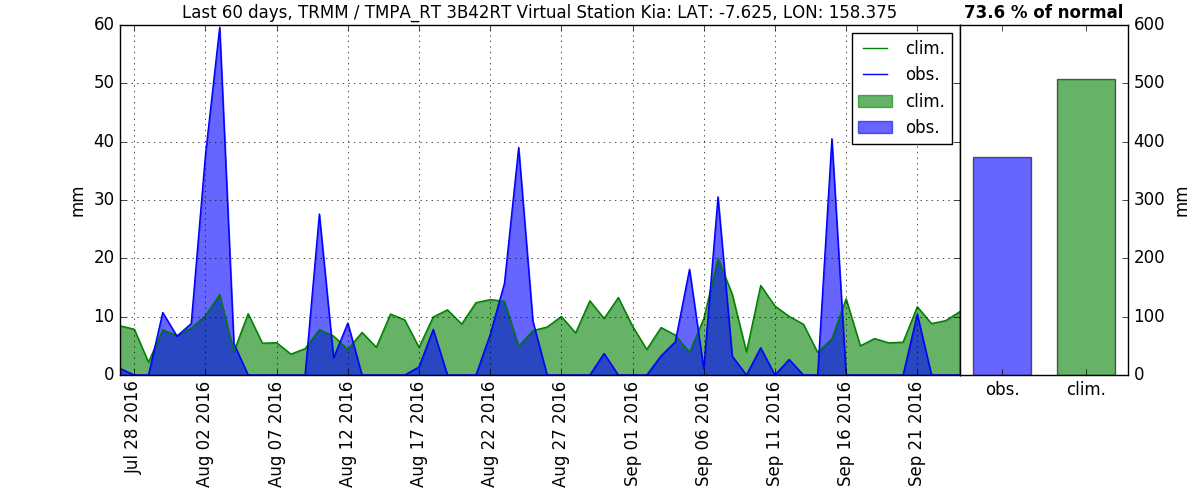 Last 60 days, TRMM / TMPA_RT 3B42RT Virtual Station Kia: LAT: -7.625, LON: 158.375
73.6 % of normal
60
50
40
30
20
10
0
mm
clim.
obs.
clim.
obs.
600
500
400
300
200
100
0
mm
Jul 28 2016
Aug 02 2016
Aug 07 2016
Aug 12 2016
Aug 17 2016
Aug 22 2016
Aug 27 2016
Sep 01 2016
Sep 06 2016
Sep 11 2016
Sep 16 2016
Sep 21 2016
obs.
clim.